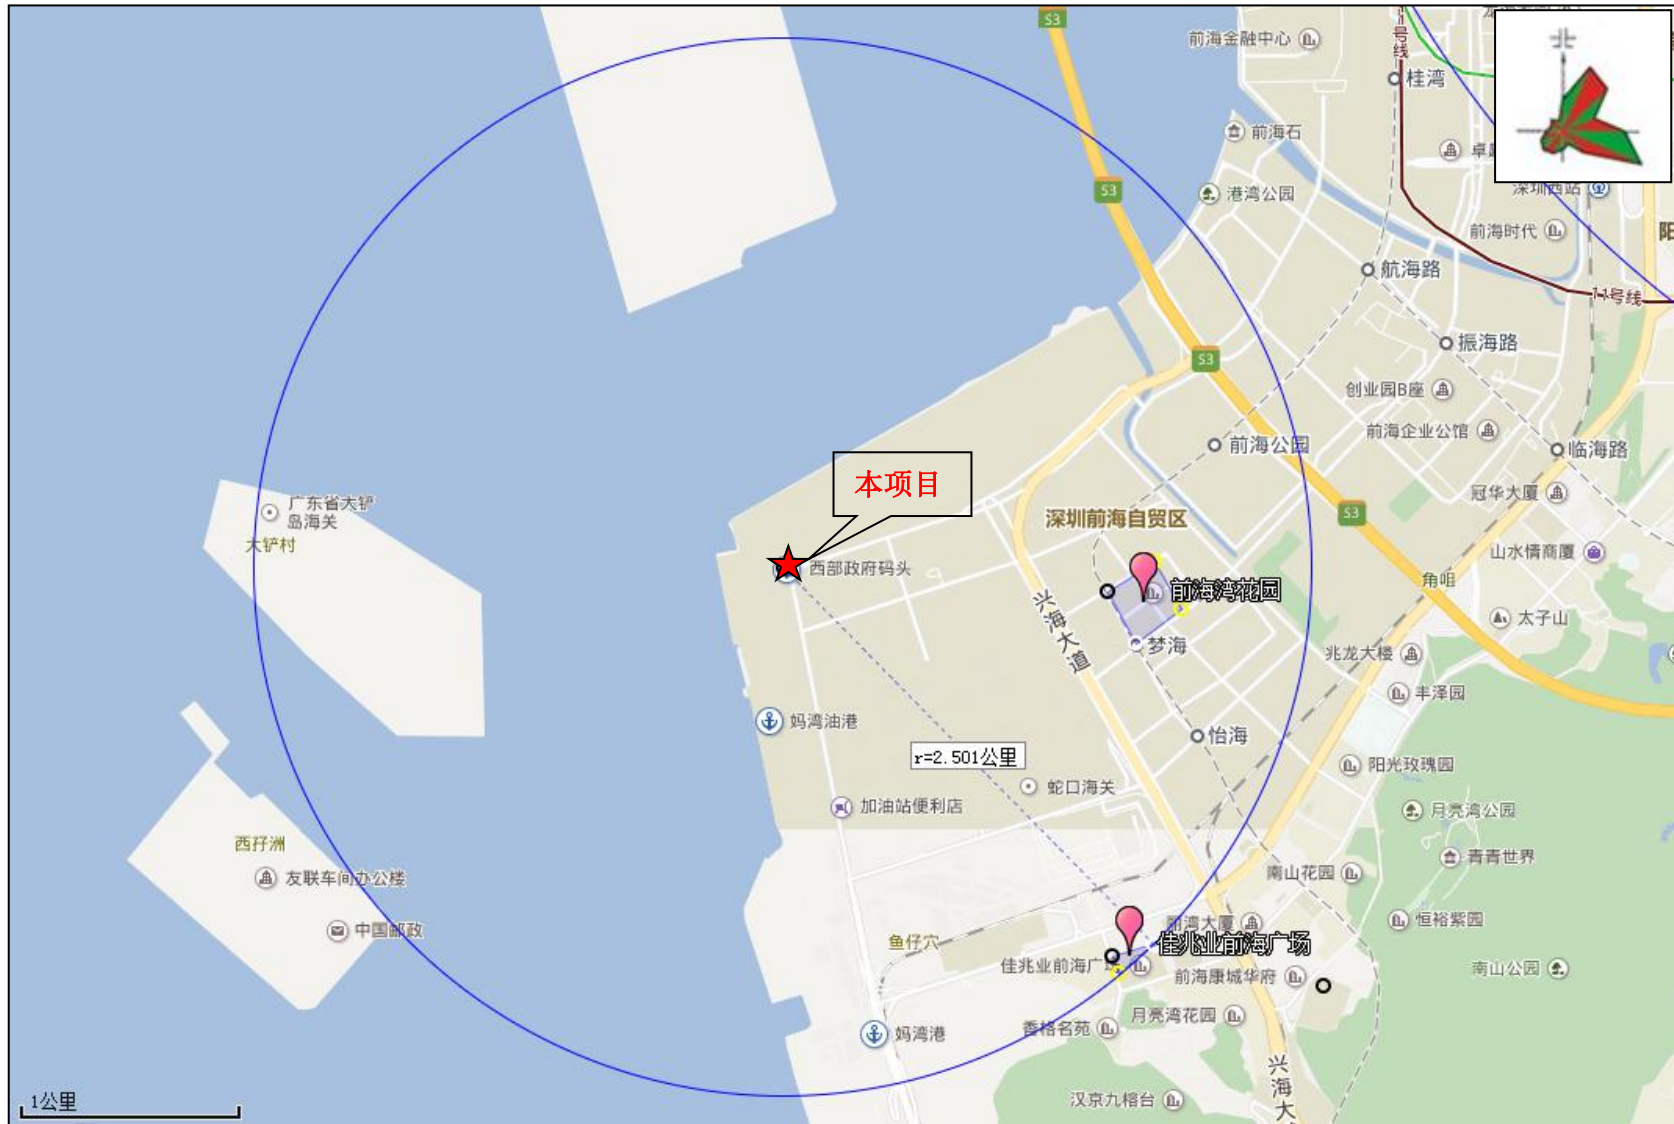 S3
前海金融中心
1号线
桂湾
北
前海石
卓
S3
港湾公园
深圳西站
前海时代
阳
航海路
11号线
振海路
S3
创业园B座
前海企业公馆
前海公园
临海路
本项目
冠华大厦
广东省大铲
岛海关
大铲村
深圳前海自贸区
S3
山水情商厦
西部政府码头
角咀
前海湾花园
兴海大道
太子山
梦海
兆龙大楼
丰泽园
妈湾油港
怡海
r=2.501公里
阳光玫瑰园
蛇口海关
加油站便利店
月亮湾公园
西孖洲
青青世界
友联车间办公楼
南山花园
中国邮政
恒裕紫园
鱼仔穴
佳兆业前海广场
佳兆业前海广
前海康城华府
南山公园
月亮湾花园
香格名苑
妈湾港
兴海大
汉京九榕台
1公里